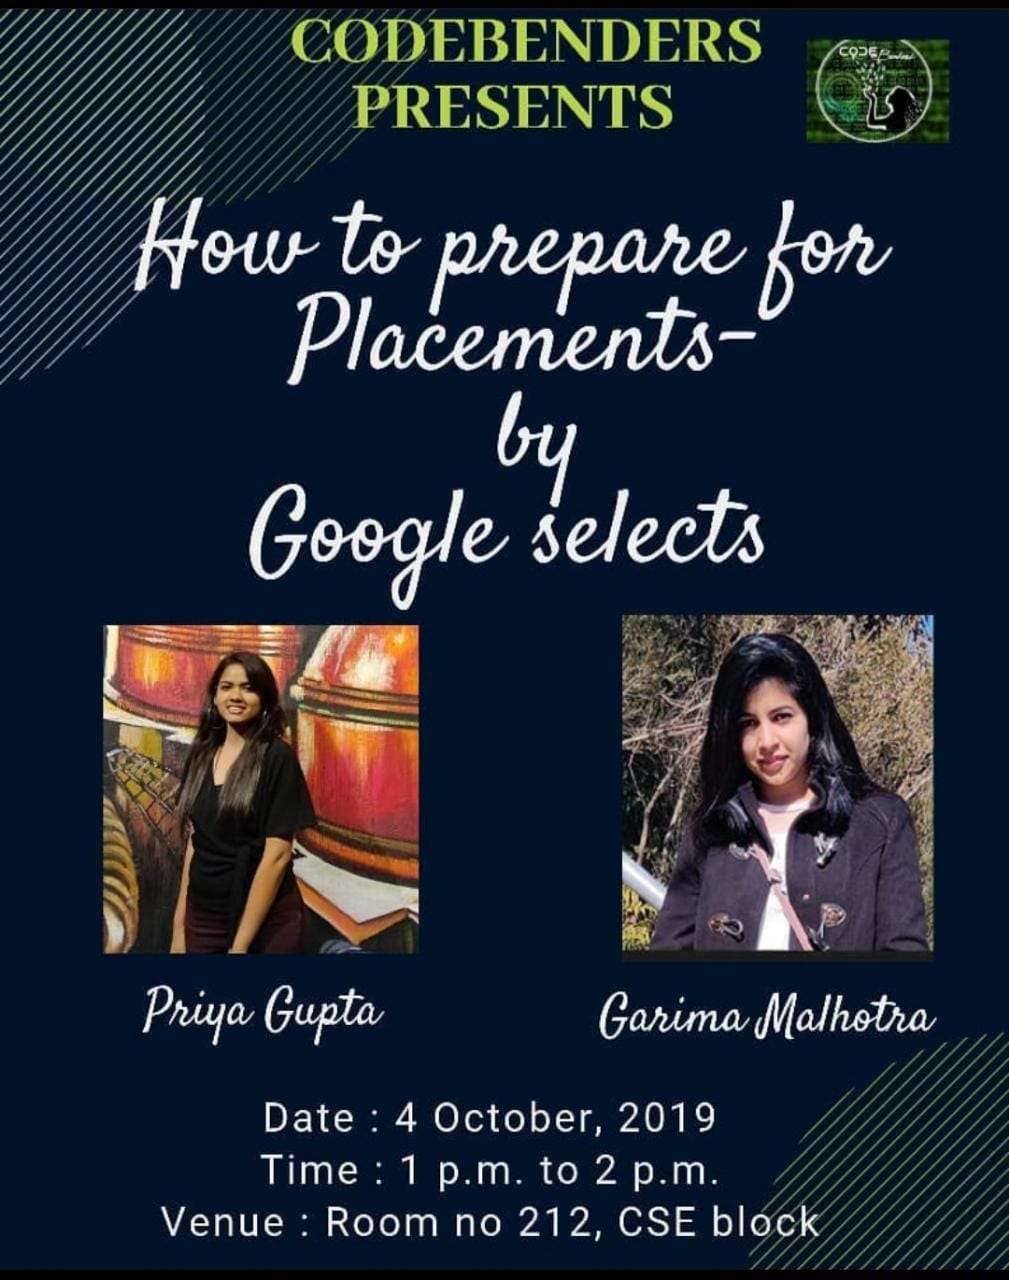 CODEBENDERS
PRESENTS
CODE
How to prepare for
Placements-
by
Google selects
Priya Gupta
Garima Malhotra
Date : 4 October, 2019
Time : 1 p.m. to 2 p.m.
Venue : Room no 212, CSE block